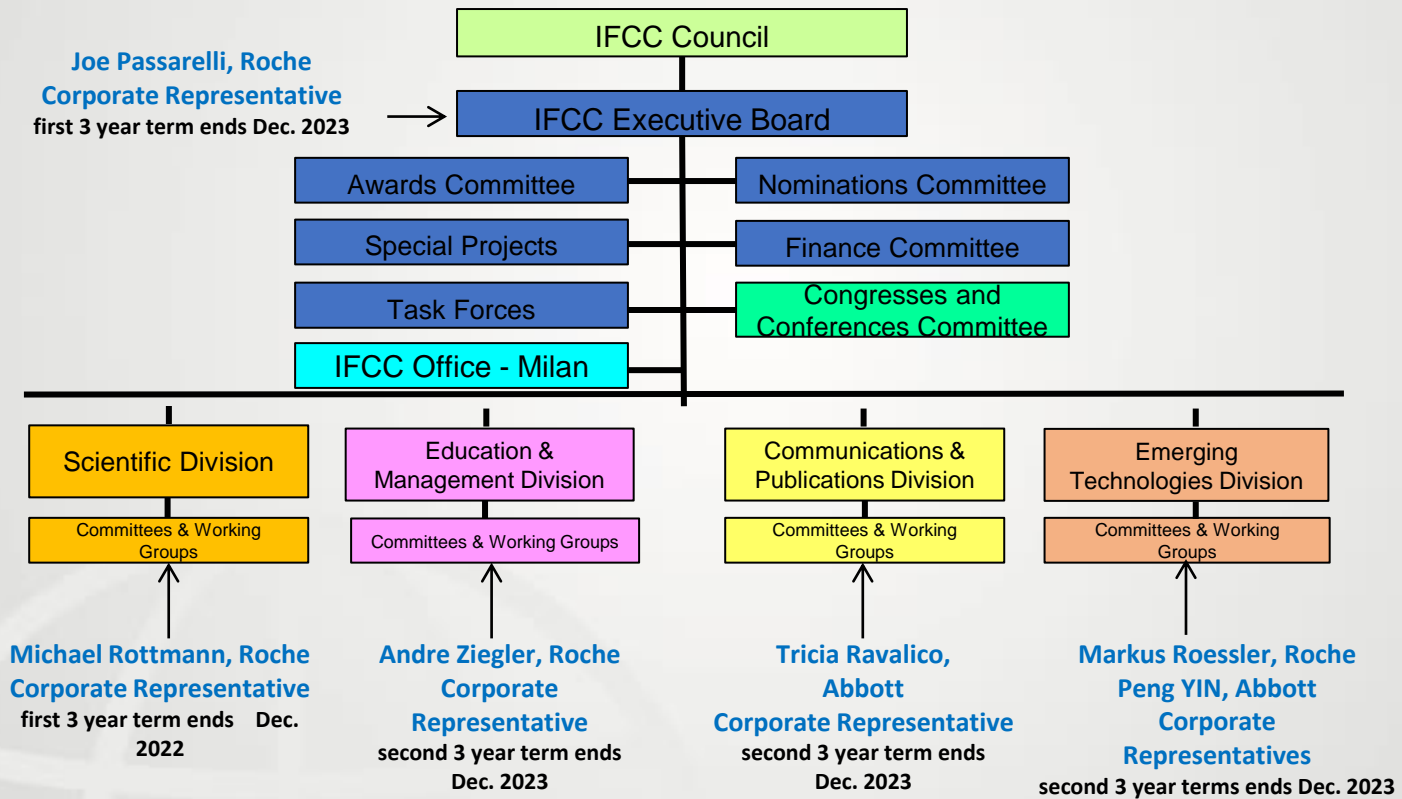 IFCC Council
Joe Passarelli, Roche
Corporate Representative
first 3 year term ends Dec. 2023
IFCC Executive Board
Awards Committee
Nominations Committee
Special Projects
Finance Committee
Task Forces
Congresses and
Conferences Committee
IFCC Office - Milan
Scientific Division
Education &
Management Division
Communications &
Publications Division
Emerging
Technologies Division
Committees & Working
Groups
Committees & Working Groups
Committees & Working
Groups
Committees & Working
Groups
Michael Rottmann, Roche
Corporate Representative
first 3 year term ends Dec.
2022
Andre Ziegler, Roche
Corporate
Representative
second 3 year term ends
Dec. 2023
Tricia Ravalico,
Abbott
Corporate Representative
second 3 year term ends
Dec. 2023
Markus Roessler, Roche
Peng YIN, Abbott
Corporate
Representatives
second 3 year terms ends Dec. 2023